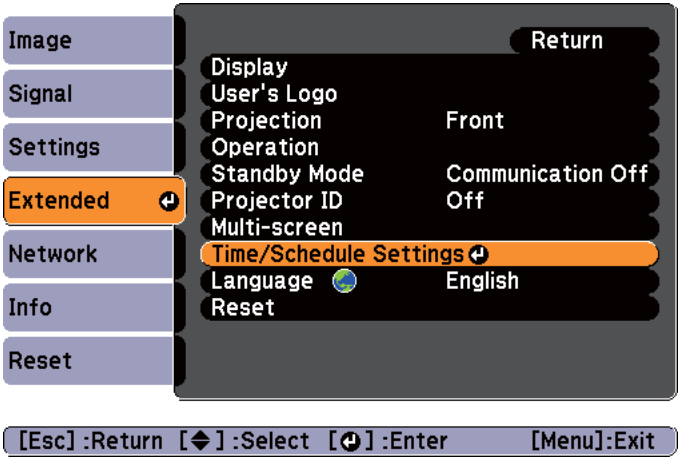 Image
Signal
Settings
Extended
Network
Info
Reset
Return
Display
User's Logo
Projection Front
Operation
Standby Mode Communication Off
Projector ID Off
Multi-screen
Time/Schedule Settings
Language English
Reset
[Esc] :Return [◆] :Select [↵] :Enter [Menu]:Exit